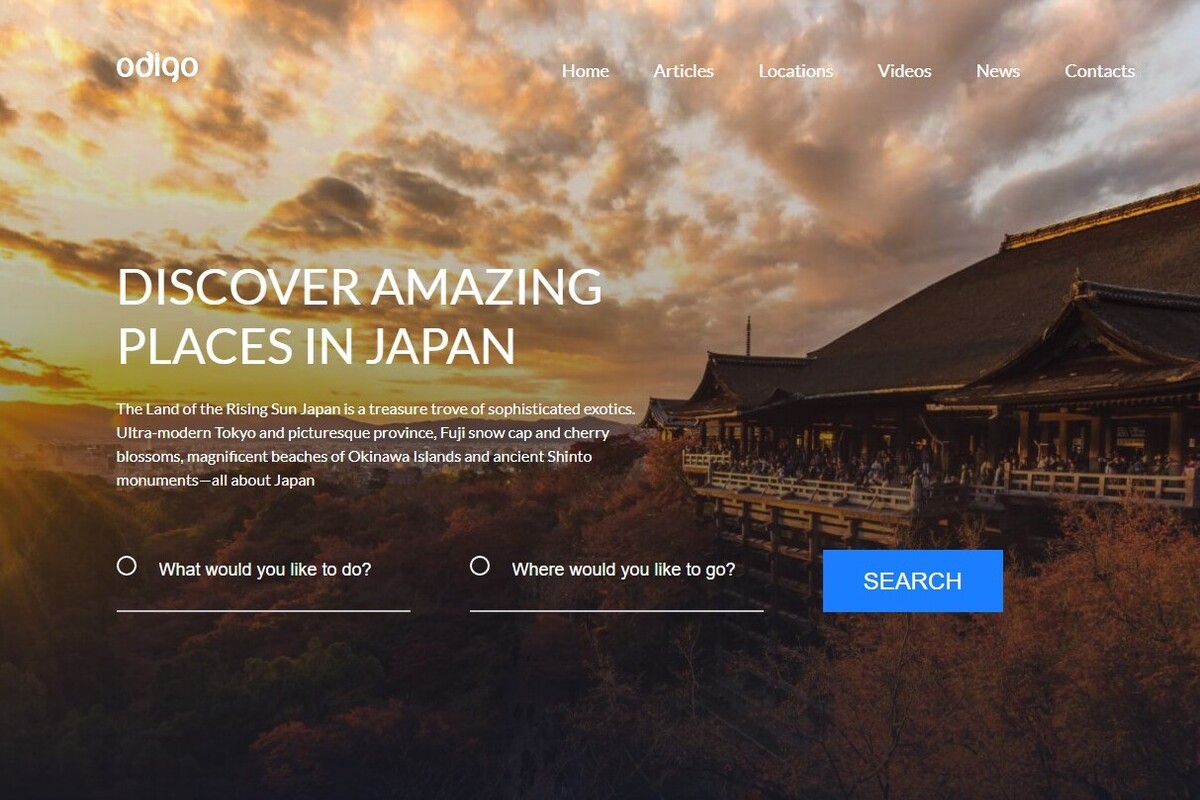 odigo
Home Articles Locations Videos News Contacts
DISCOVER AMAZING
PLACES IN JAPAN
The Land of the Rising Sun Japan is a treasure trove of sophisticated exotics.
Ultra-modern Tokyo and picturesque province, Fuji snow cap and cherry
blossoms, magnificent beaches of Okinawa Islands and ancient Shinto
monuments—all about Japan
What would you like to do? Where would you like to go? SEARCH